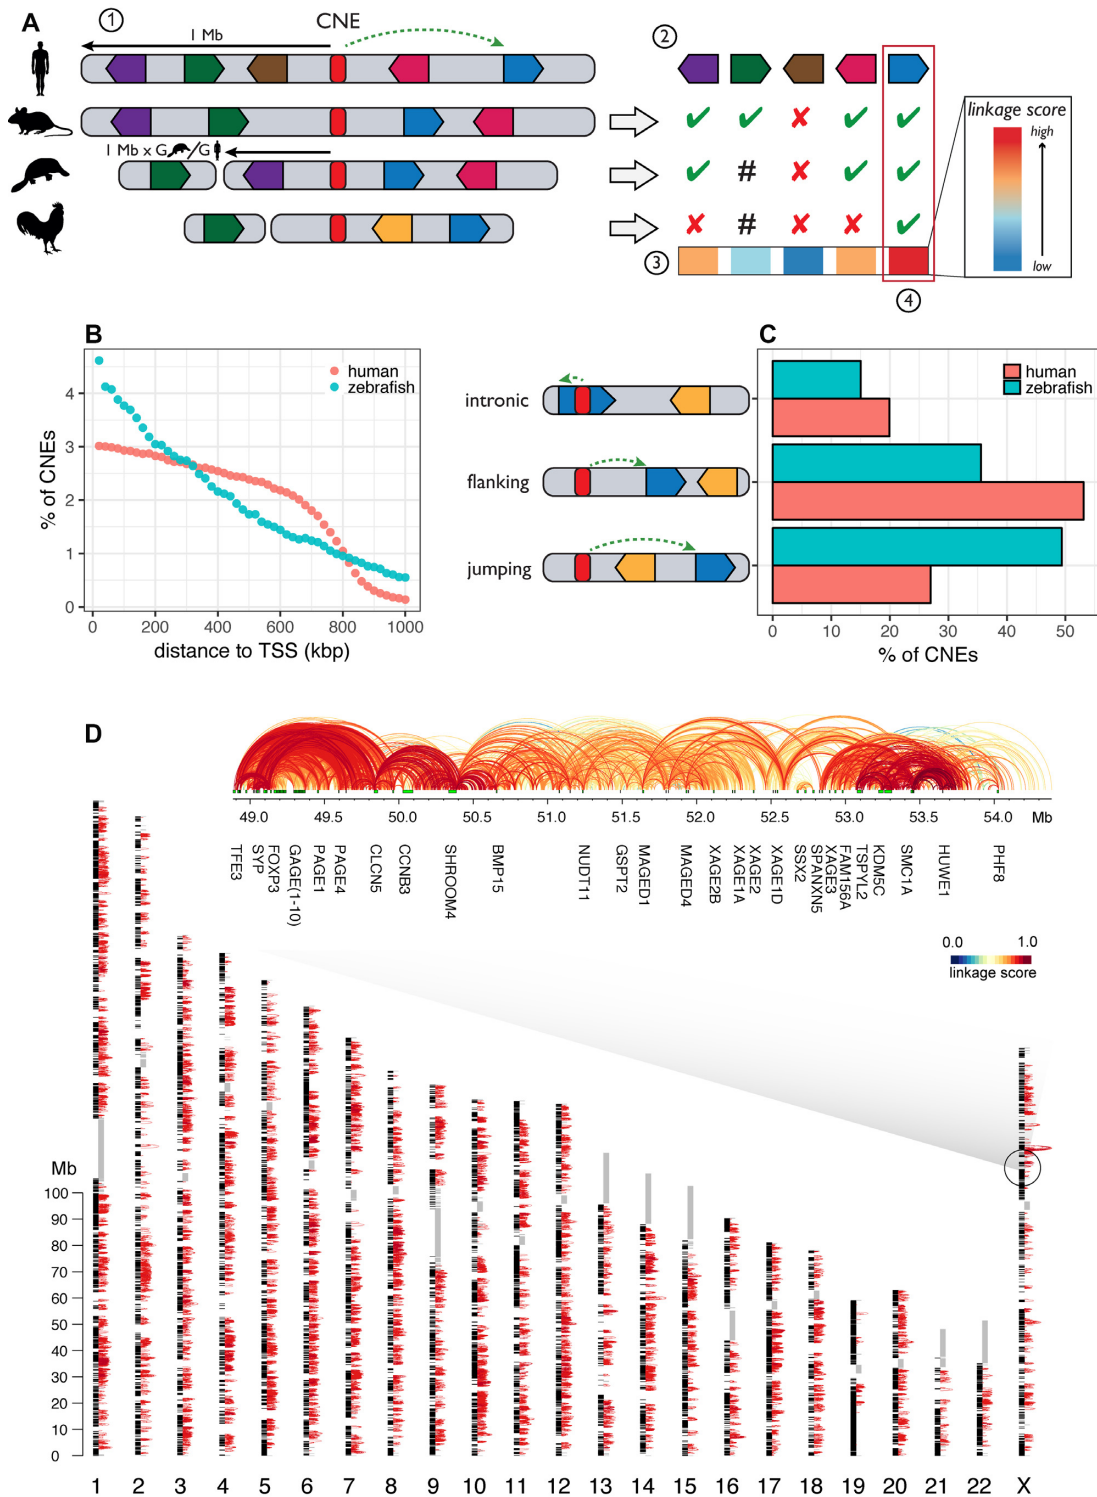 A
1
CNE
1 Mb
2
1 Mb x G /G
# 
#
linkage score
high
low
3
4
B
human
zebrafish
% of CNEs
4
3
2
1
0
0 200 400 600 800 1000
distance to TSS (kbp)
intronic
flanking
jumping
C
human
zebrafish
0 10 20 30 40 50
% of CNEs
D
49.0 49.5 50.0 50.5 51.0 51.5 52.0 52.5 53.0 53.5 54.0 Mb
TFE3
SYP
FOXP3
GAGE(1-10)
PAGE1
PAGE4
CLCN5
CCNB3
SHROOM4
BMP15
NUDT11
GSPT2
MAGED1
MAGED4
XAGE2B
XAGE1A
XAGE2
XAGE1D
SSX2
SPANXN5
XAGE3
FAM156A
TSPYL2
KDM5C
SMC1A
HUWE1
PHF8
0.0 1.0
linkage score
Mb
100
90
80
70
60
50
40
30
20
10
0
1 2 3 4 5 6 7 8 9 10 11 12 13 14 15 16 17 18 19 20 21 22 X